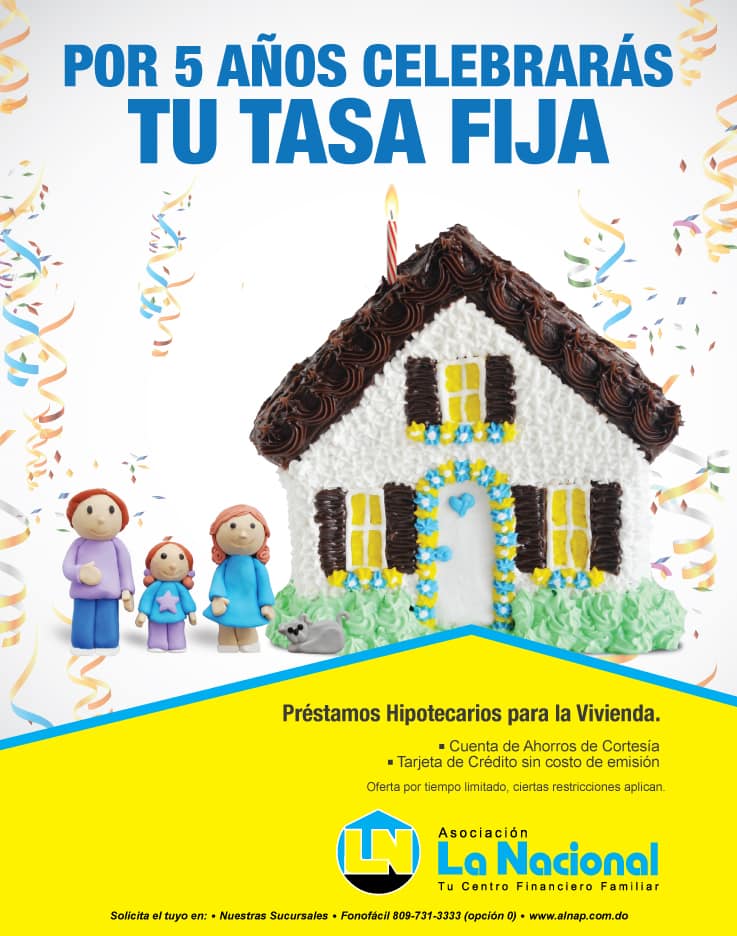 POR 5 AÑOS CELEBRARÁS
TU TASA FIJA
Préstamos Hipotecarios para la Vivienda.
▪ Cuenta de Ahorros de Cortesía
▪ Tarjeta de Crédito sin costo de emisión
Oferta por tiempo limitado, ciertas restricciones aplican.
LN
Asociación
La Nacional
Tu Centro Financiero Familiar
Solicita el tuyo en: • Nuestras Sucursales • Fonofácil 809-731-3333 (opción 0) • www.alnap.com.do